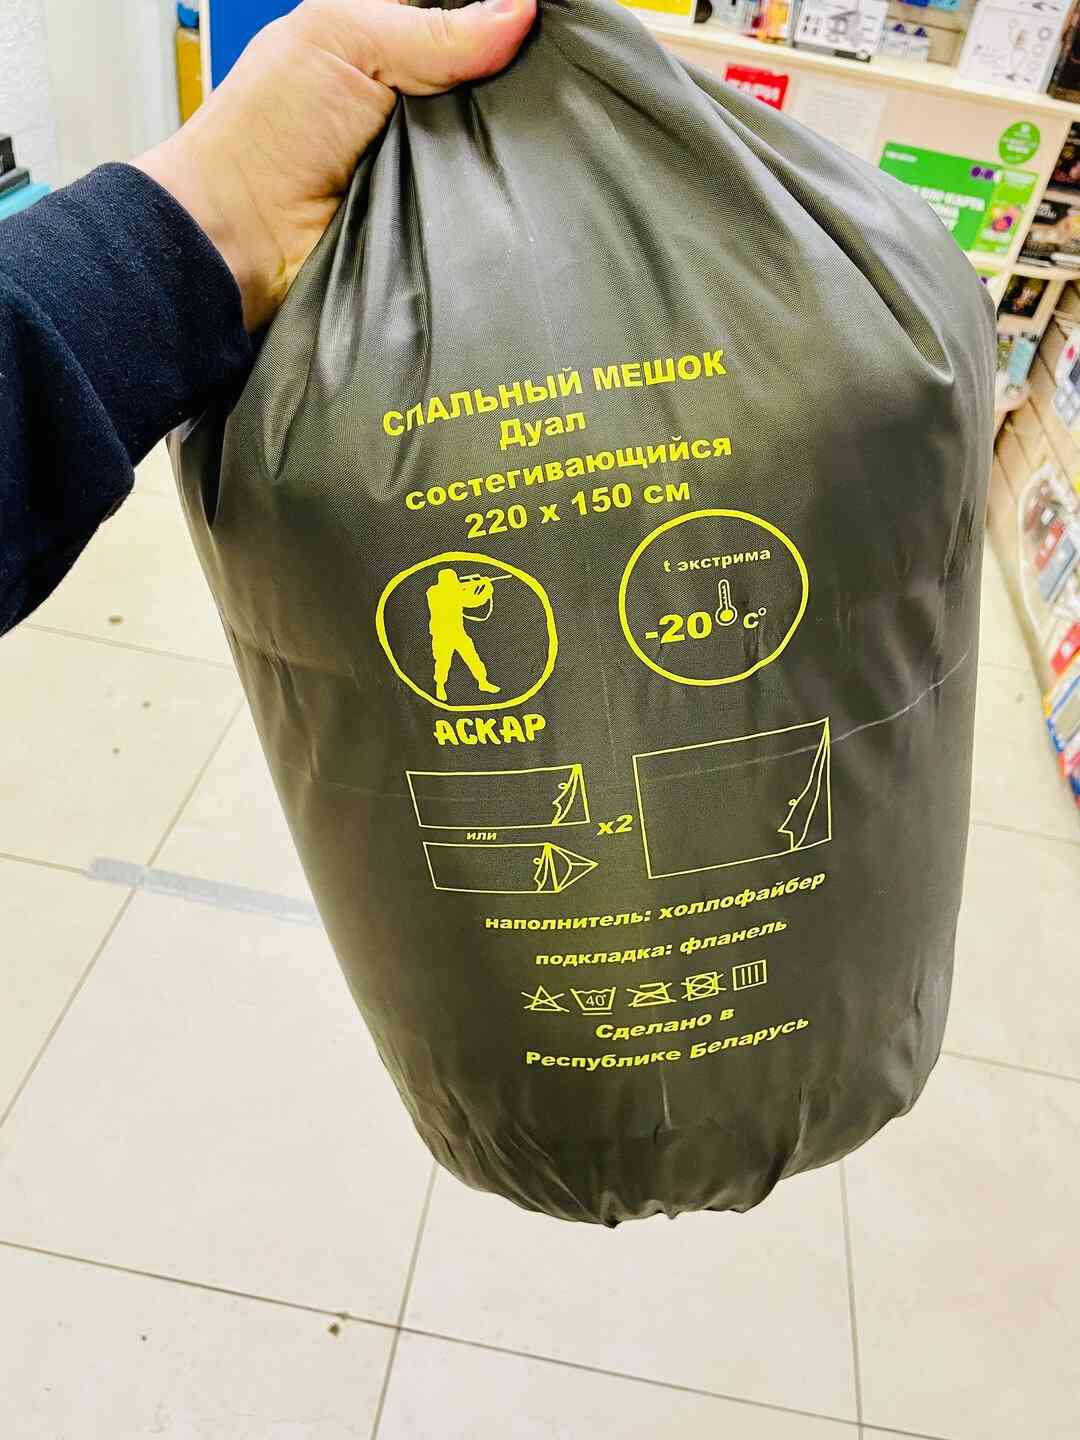 СПАЛЬНЫЙ МЕШОК
Дуал
состегивающийся
220 x 150 см
t экстрима
-20 c°
АСКАР
или
x2
наполнитель: холлофайбер
подкладка: фланель
40°
Сделано в
Республике Беларусь